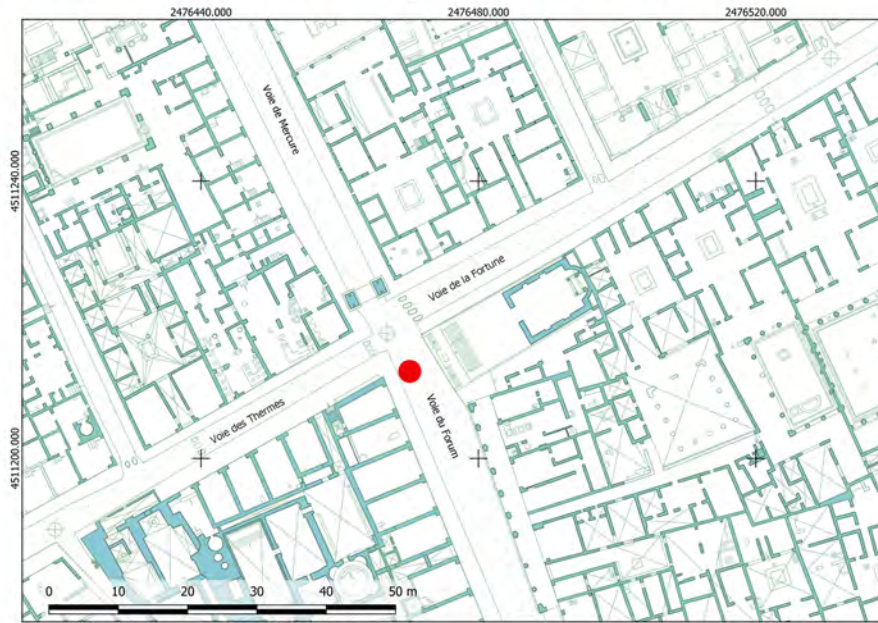 2476440.000 2476480.000 2476520.000
4511240.000
4511200.000
Voie de Mercure
Voie de la Fortune
Voie des Thermes
Voie du Forum
0 10 20 30 40 50 m